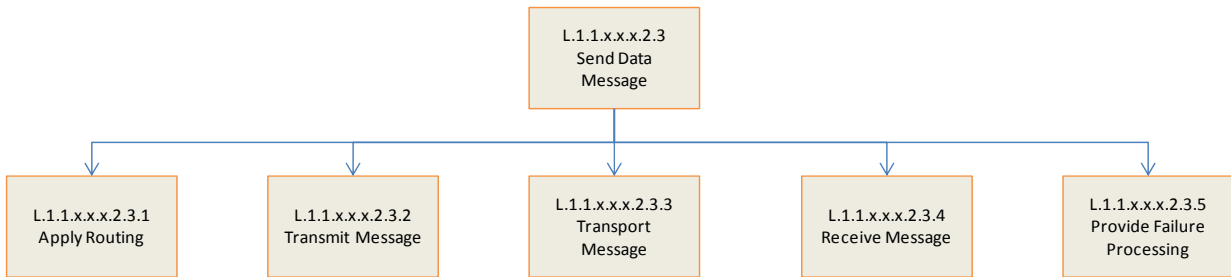 L.1.1.x.x.x.2.3
Send Data
Message
L.1.1.x.x.x.2.3.1
Apply Routing
L.1.1.x.x.x.2.3.2
Transmit Message
L.1.1.x.x.x.2.3.3
Transport
Message
L.1.1.x.x.x.2.3.4
Receive Message
L.1.1.x.x.x.2.3.5
Provide Failure
Processing